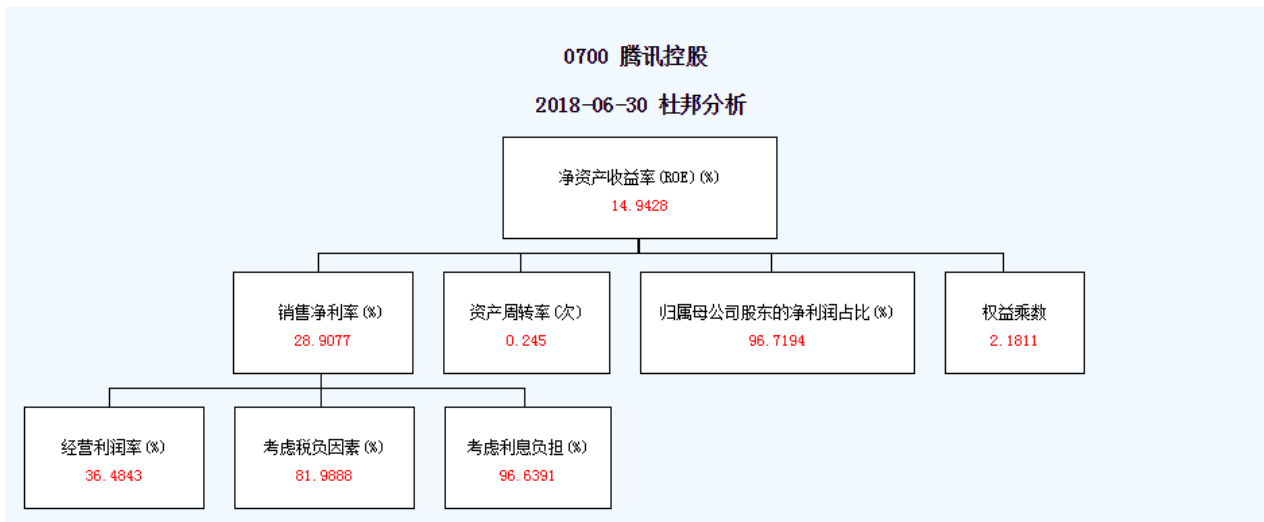 0700 腾讯控股
2018-06-30 杜邦分析
净资产收益率(ROE)(%)
14.9428
销售净利率(%)
28.9077
资产周转率(次)
0.245
归属母公司股东的净利润占比(%)
96.7194
权益乘数
2.1811
经营利润率(%)
36.4843
考虑税负因素(%)
81.9888
考虑利息负担(%)
96.6391